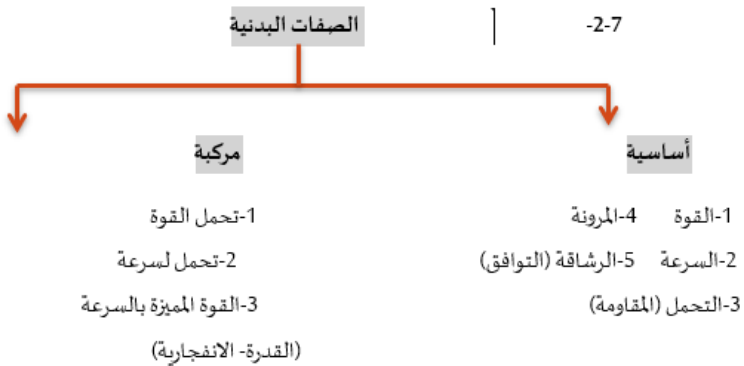 -2-7 الصفات البدنية
أساسية
مركبة
1-القوة 4-المرونة
2-السرعة 5-الرشاقة (التوافق)
3-التحمل (المقاومة)
1-تحمل القوة
2-تحمل لسرعة
3-القوة المميزة بالسرعة
(القدرة- الانفجارية)